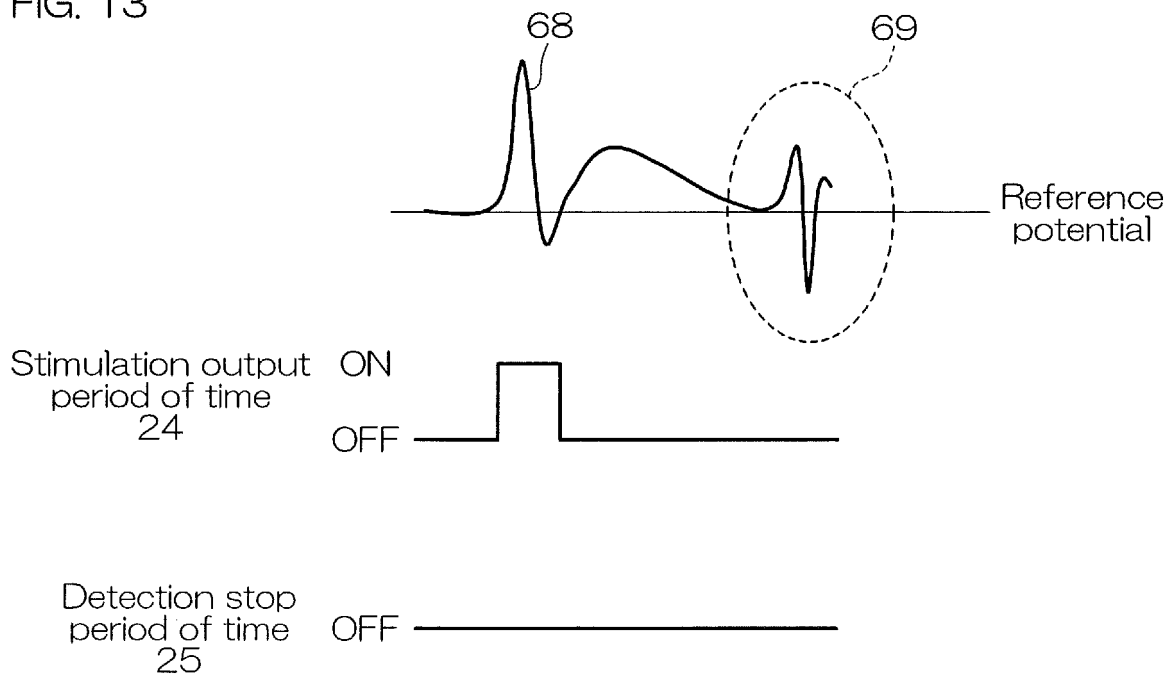 FIG. 13
68
69
Reference
potential
Stimulation output
period of time
24
ON
OFF
Detection stop
period of time
25
OFF